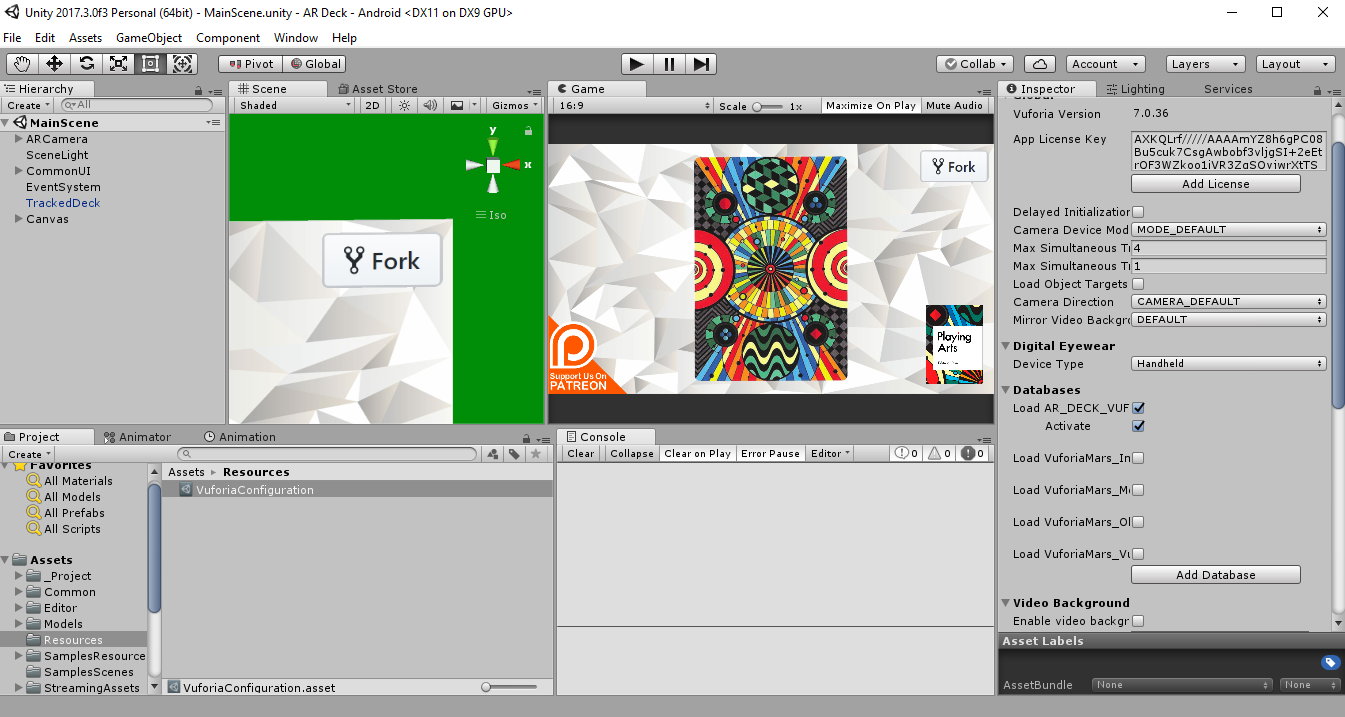 Unity 2017.3.0f3 Personal (64bit) - MainScene.unity - AR Deck - Android <DX11 on DX9 GPU>
File Edit Assets GameObject Component Window Help
Pivot Global Collab Account Layers Layout
Hierarchy
Create All
MainScene
ARCamera
SceneLight
CommonUI
EventSystem
TrackedDeck
Canvas
Scene Asset Store
Shaded 2D Gizmos
y
x
Iso
Fork
Game
16:9 Scale 1x Maximize On Play Mute Audio
Fork
Support Us On
PATREON
Playing
Arts
Inspector Lighting Services
Vuforia Version 7.0.36
App License Key
AXKQLrf/////AAAAmYZ8h6gPC08
Bu5cuk7CsgAwbobf3vljgSI+2eEt
rOF3WZkoo1iVR3ZqSOviwrXtTS
Add License
Delayed Initialization
Camera Device Mod MODE_DEFAULT
Max Simultaneous Ti 4
Max Simultaneous Ti 1
Load Object Targets
Camera Direction CAMERA_DEFAULT
Mirror Video Backgro DEFAULT
Digital Eyewear
Device Type Handheld
Databases
Load AR_DECK_VUF
Activate
Load VuforiaMars_In
Load VuforiaMars_Mo
Load VuforiaMars_Ol
Load VuforiaMars_Vu
Add Database
Video Background
Enable video backgr
Asset Labels
AssetBundle None None
Project Animator Animation
Create
Favorites
All Materials
All Models
All Prefabs
All Scripts
Assets
_Project
Common
Editor
Models
Resources
SamplesResource
SamplesScenes
StreamingAssets
Assets Resources
VuforiaConfiguration
VuforiaConfiguration.asset
Console
Clear Collapse Clear on Play Error Pause Editor 0 0 0